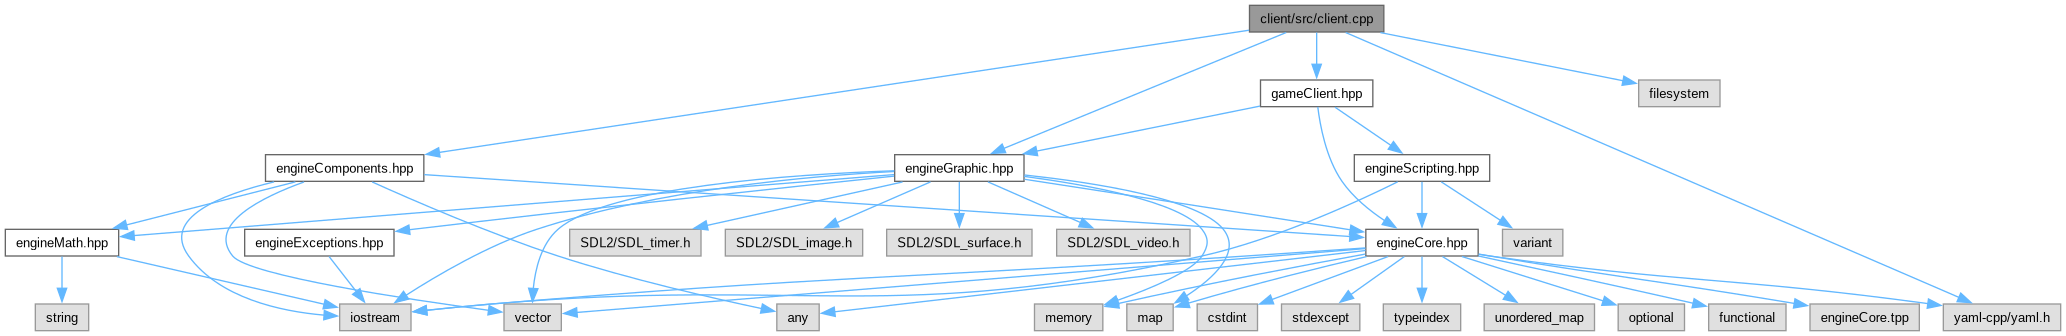 client/src/client.cpp
gameClient.hpp
filesystem
engineComponents.hpp
engineGraphic.hpp
engineScripting.hpp
engineMath.hpp
engineExceptions.hpp
SDL2/SDL_timer.h
SDL2/SDL_image.h
SDL2/SDL_surface.h
SDL2/SDL_video.h
engineCore.hpp
variant
string
iostream
vector
any
memory
map
cstdint
stdexcept
typeindex
unordered_map
optional
functional
engineCore.tpp
yaml-cpp/yaml.h